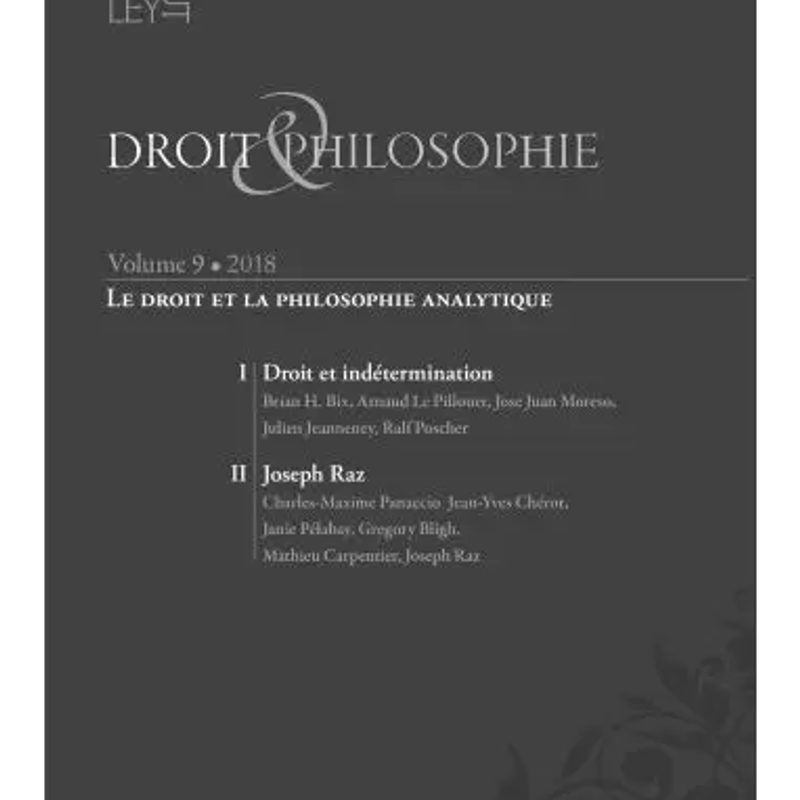 DROIT & PHILOSOPHIE
Volume 9 • 2018
Le droit et la philosophie analytique
I Droit et indétermination
Brian H. Bix, Arnaud Le Pillouer, Jose Juan Moreso,
Julien Jeanneney, Ralf Poscher
II Joseph Raz
Charles-Maxime Panaccio Jean-Yves Chérot,
Janie Pélabay, Gregory Bligh,
Mathieu Carpentier, Joseph Raz